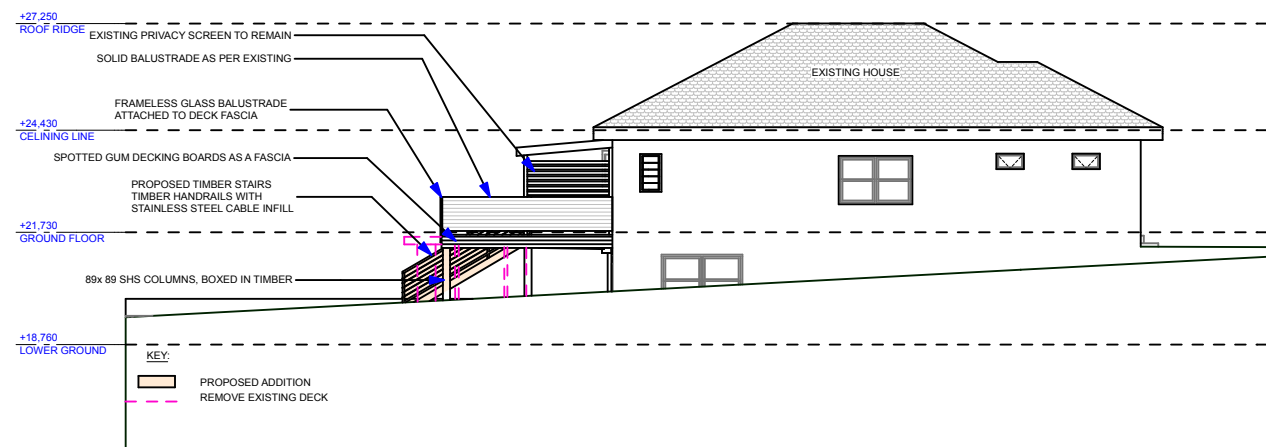 +27,250
ROOF RIDGE
EXISTING PRIVACY SCREEN TO REMAIN
SOLID BALUSTRADE AS PER EXISTING
EXISTING HOUSE
FRAMELESS GLASS BALUSTRADE
ATTACHED TO DECK FASCIA
+24,430
CELINING LINE
SPOTTED GUM DECKING BOARDS AS A FASCIA
PROPOSED TIMBER STAIRS
TIMBER HANDRAILS WITH
STAINLESS STEEL CABLE INFILL
+21,730
GROUND FLOOR
89x 89 SHS COLUMNS, BOXED IN TIMBER
+18,760
LOWER GROUND
KEY:
PROPOSED ADDITION
REMOVE EXISTING DECK